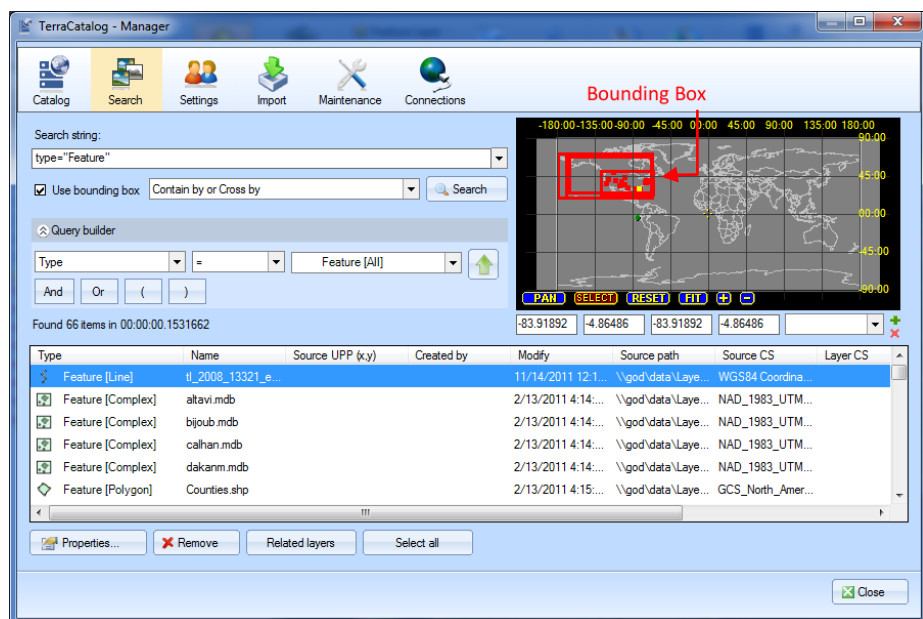 TerraCatalog - Manager
Catalog Search Settings Import Maintenance Connections
Bounding Box
Search string:
type="Feature"
Use bounding box Contain by or Cross by Search
Query builder
Type = Feature [All]
And Or ( )
Found 66 items in 00:00:00.1531662
-180:00 -135:00 -90:00 -45:00 00:00 45:00 90:00 135:00 180:00
90:00
45:00
00:00
-45:00
-90:00
PAN SELECT RESET FIT + -
-83.91892 -4.86486 -83.91892 -4.86486
Type Name Source UPP (x,y) Created by Modify Source path Source CS Layer CS
Feature [Line] tl_2008_13321_e... 11/14/2012 12:1... \\god\data\Laye... WGS84 Coordina...
Feature [Complex] altavi.mdb 2/13/2011 4:14:... \\god\data\Laye... NAD_1983_UTM...
Feature [Complex] bijoub.mdb 2/13/2011 4:14:... \\god\data\Laye... NAD_1983_UTM...
Feature [Complex] calhan.mdb 2/13/2011 4:14:... \\god\data\Laye... NAD_1983_UTM...
Feature [Complex] dakanm.mdb 2/13/2011 4:14:... \\god\data\Laye... NAD_1983_UTM...
Feature [Polygon] Counties.shp 2/13/2011 4:15:... \\god\data\Laye... GCS_North_Amer...
Properties... Remove Related layers Select all
Close